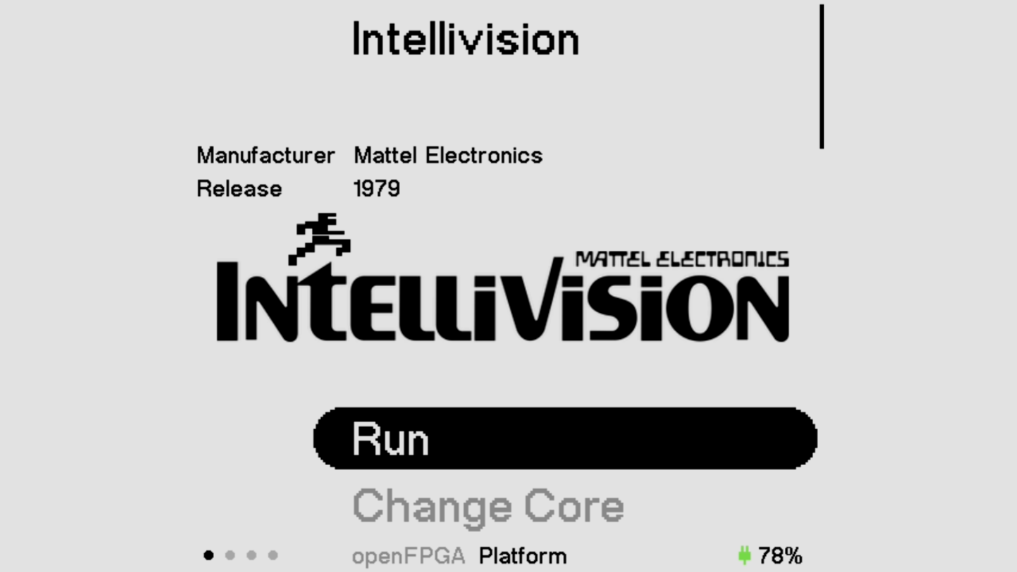 Intellivision
Manufacturer Mattel Electronics
Release 1979
MATTEL ELECTRONICS
INTELLIVISION
Run
Change Core
openFPGA Platform 78%